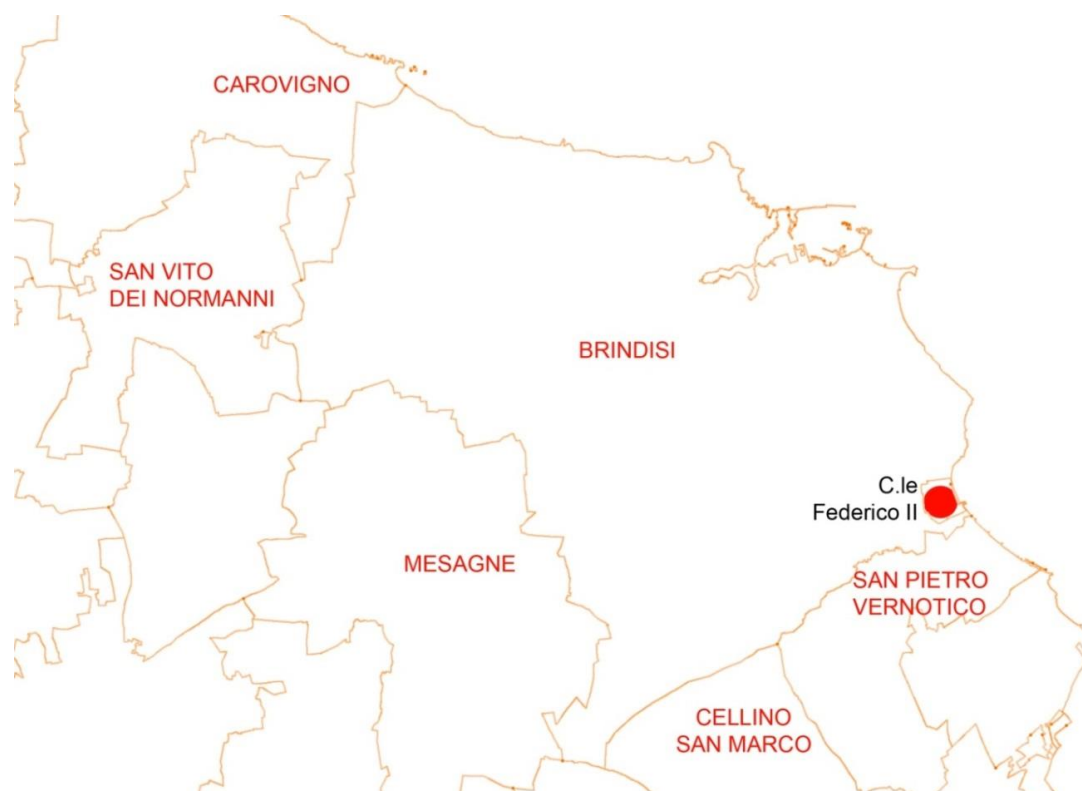 CAROVIGNO
SAN VITO
DEI NORMANNI
BRINDISI
C.le
Federico II
MESAGNE
SAN PIETRO
VERNOTICO
CELLINO
SAN MARCO